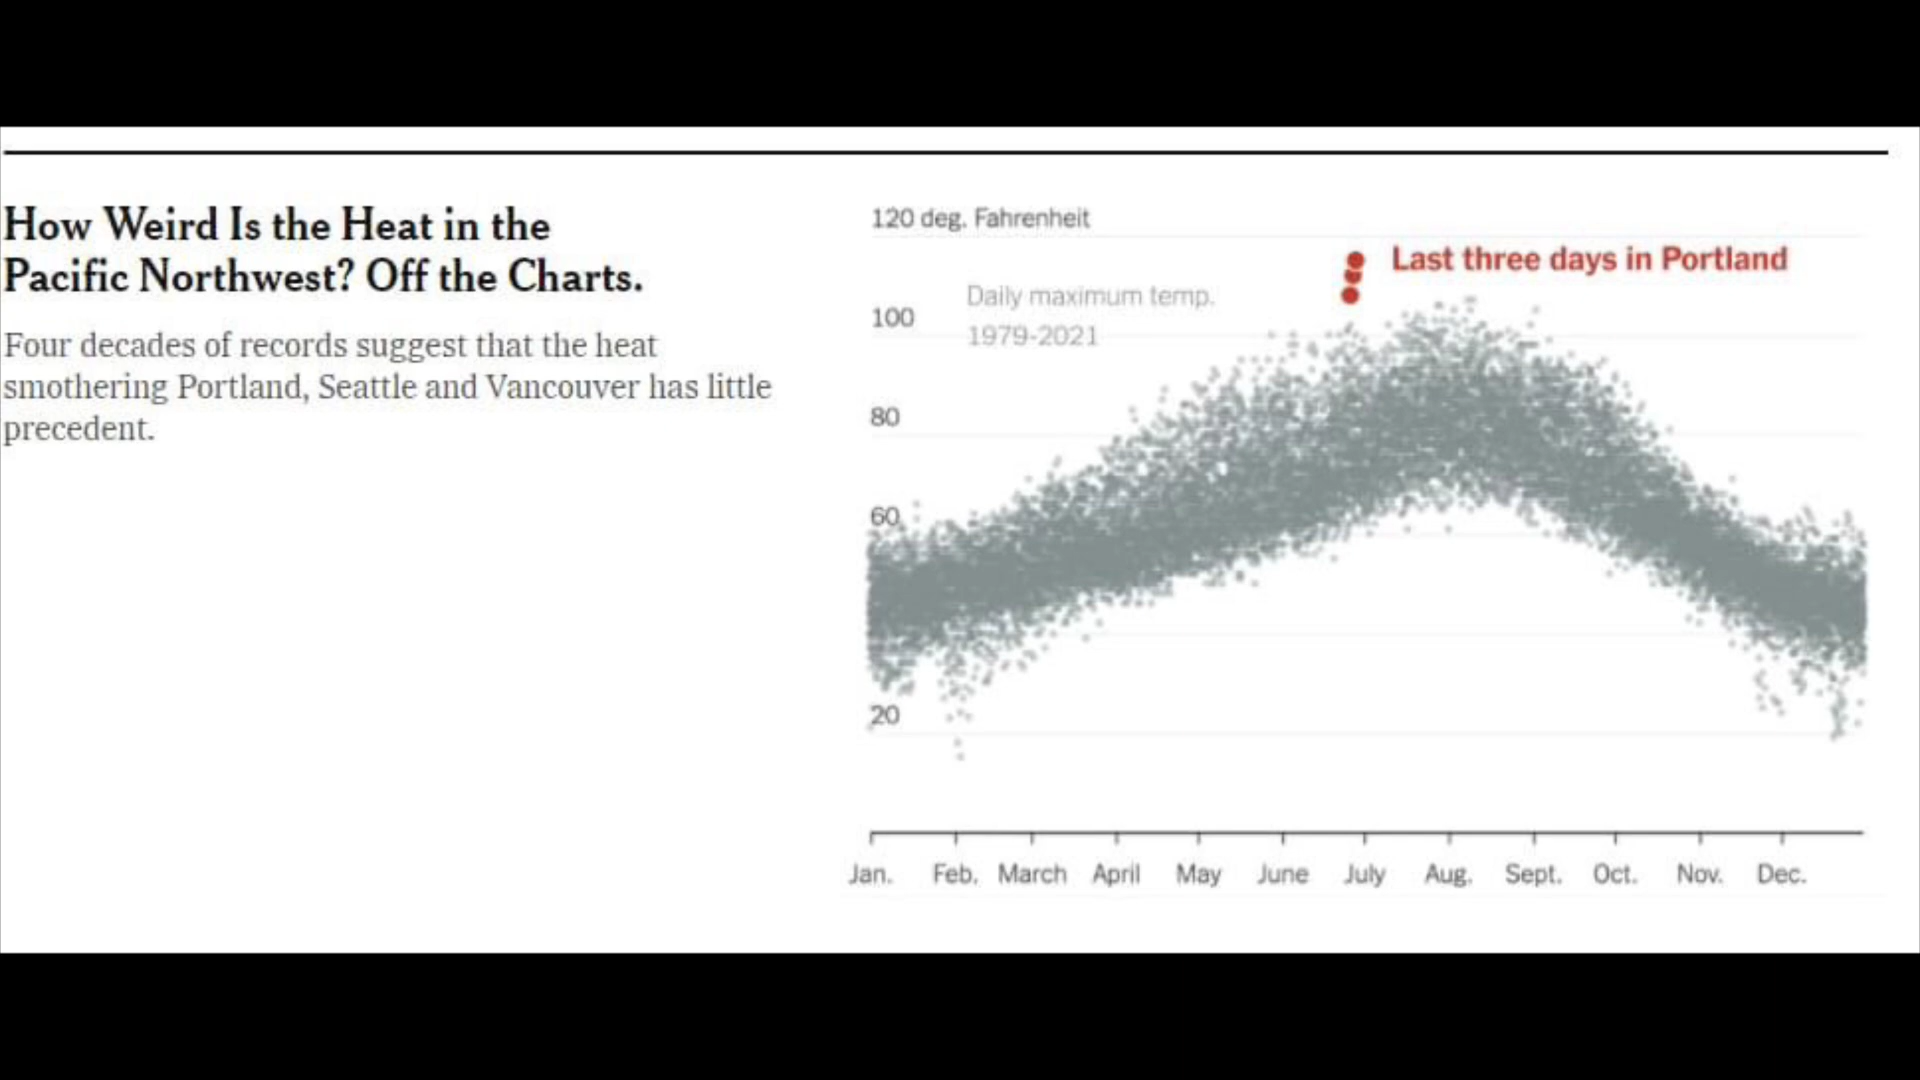 How Weird Is the Heat in the
Pacific Northwest? Off the Charts.
Four decades of records suggest that the heat
smothering Portland, Seattle and Vancouver has little
precedent.
120 deg. Fahrenheit
Last three days in Portland
Daily maximum temp.
1979-2021
100
80
60
20
Jan. Feb. March April May June July Aug. Sept. Oct. Nov. Dec.